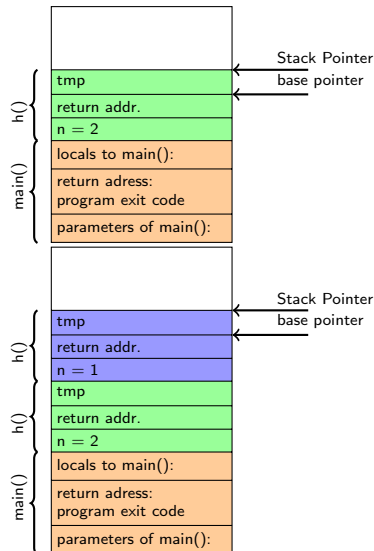 Stack Pointer
tmp
base pointer
h()
return addr.
n = 2
main()
locals to main():
return adress:
program exit code
parameters of main():
Stack Pointer
tmp
base pointer
h()
return addr.
n = 1
tmp
h()
return addr.
n = 2
main()
locals to main():
return adress:
program exit code
parameters of main():